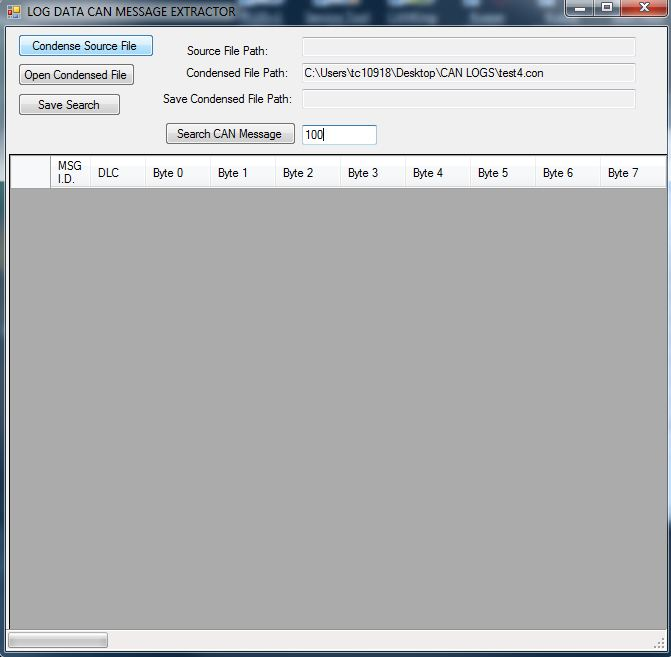 LOG DATA CAN MESSAGE EXTRACTOR
Condense Source File
Source File Path:
Open Condensed File
Condensed File Path: C:\Users\tc10918\Desktop\CAN LOGS\test4.con
Save Search
Save Condensed File Path:
Search CAN Message 100
MSG I.D. DLC Byte 0 Byte 1 Byte 2 Byte 3 Byte 4 Byte 5 Byte 6 Byte 7